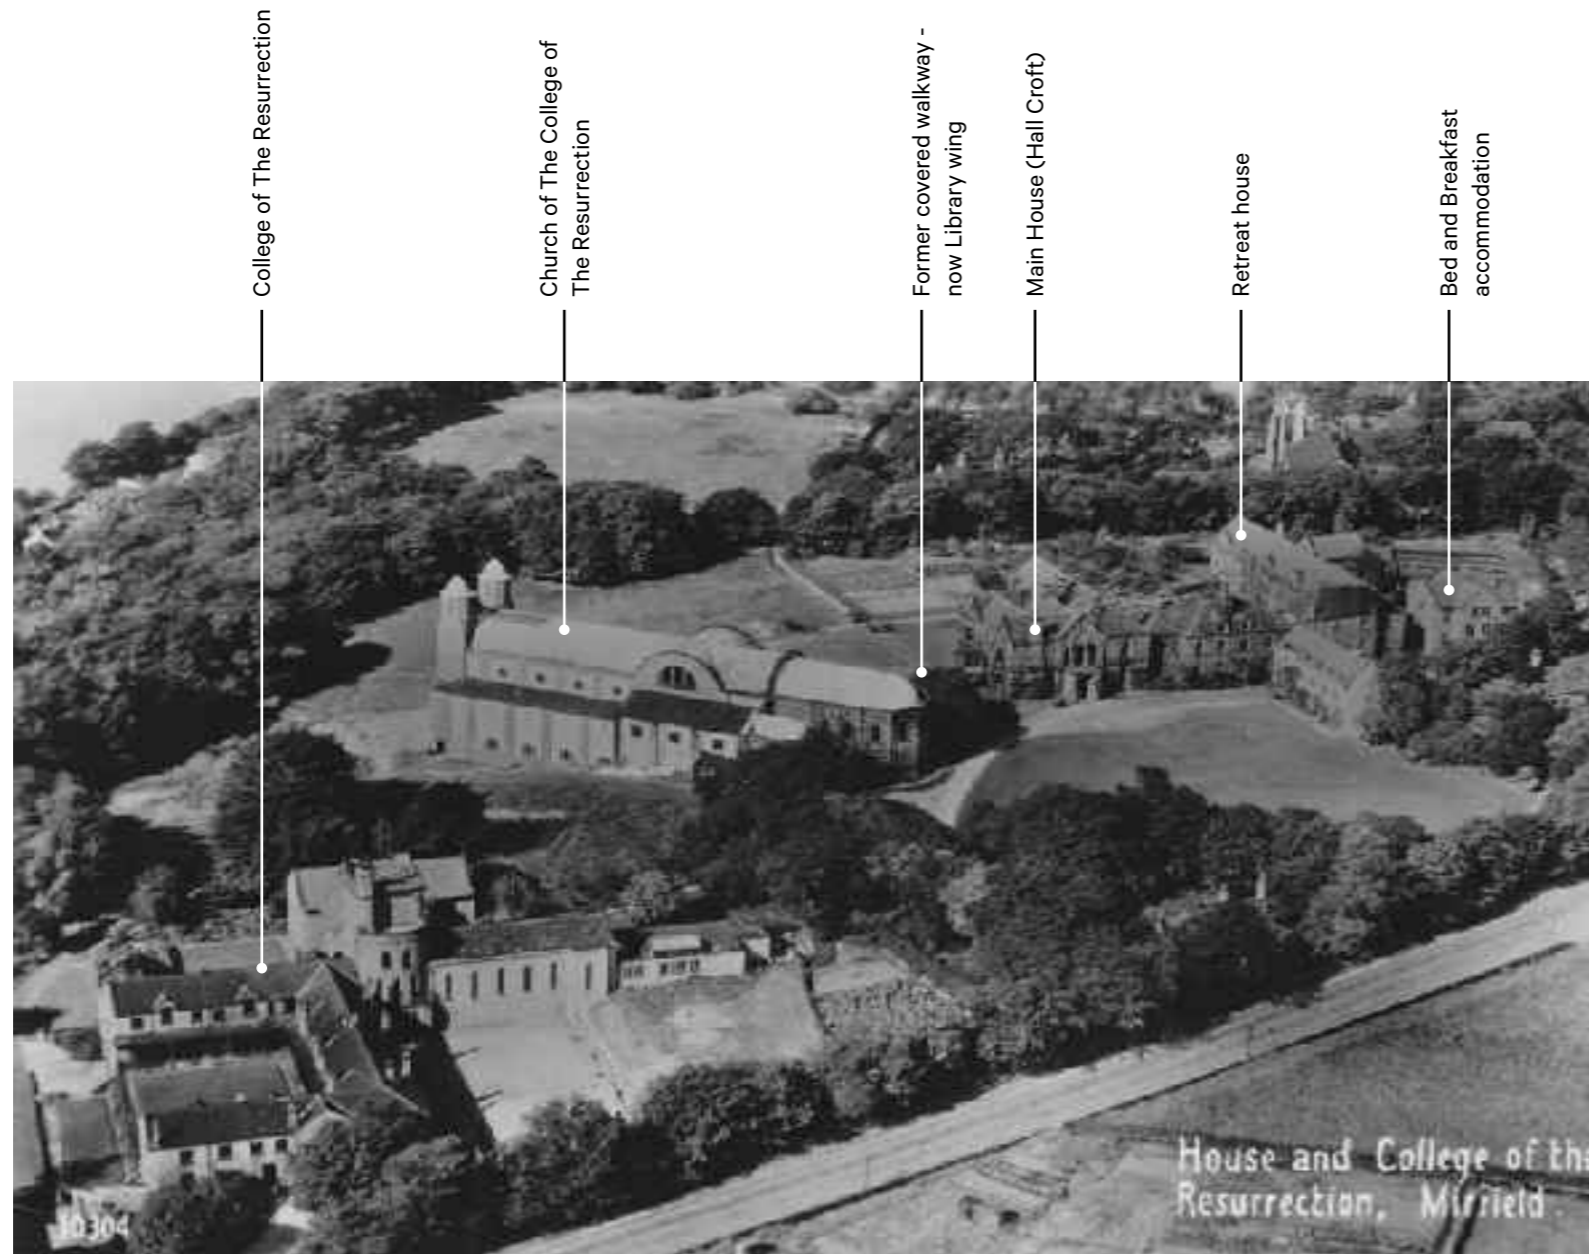 College of The Resurrection
Church of The College of
The Resurrection
Former covered walkway -
now Library wing
Main House (Hall Croft)
Retreat house
Bed and Breakfast
accommodation
House and College of the
Resurrection, Mirfield.
10304